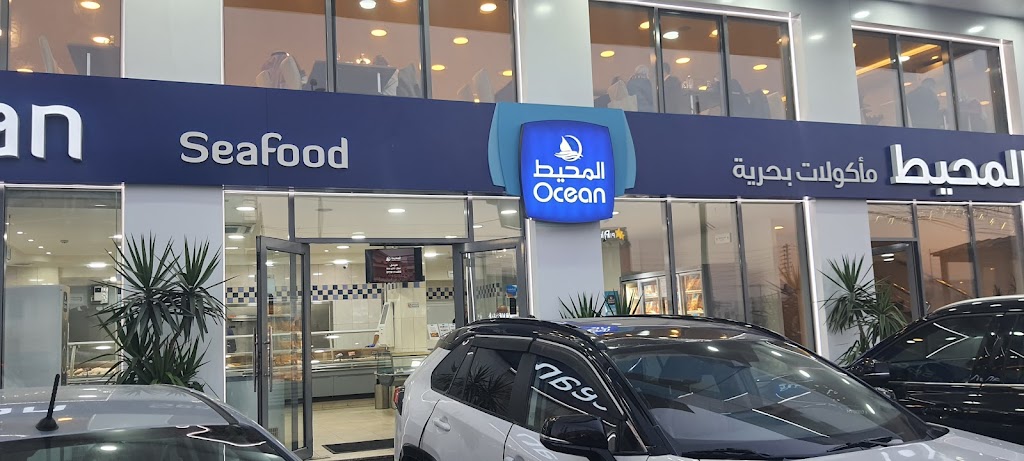 an
Seafood
المحيط
Ocean
مأكولات بحرية
المحيط